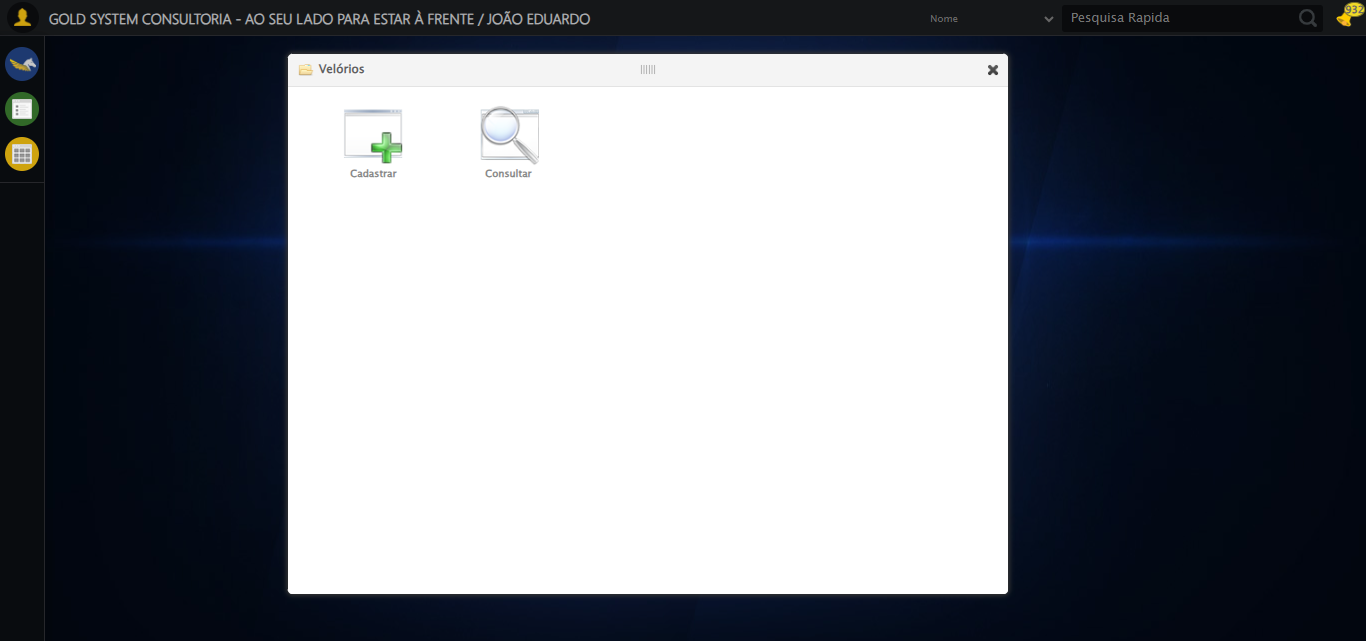 GOLD SYSTEM CONSULTORIA - AO SEU LADO PARA ESTAR À FRENTE / JOÃO EDUARDO
Nome
Pesquisa Rapida
932
Velórios
Cadastrar
Consultar